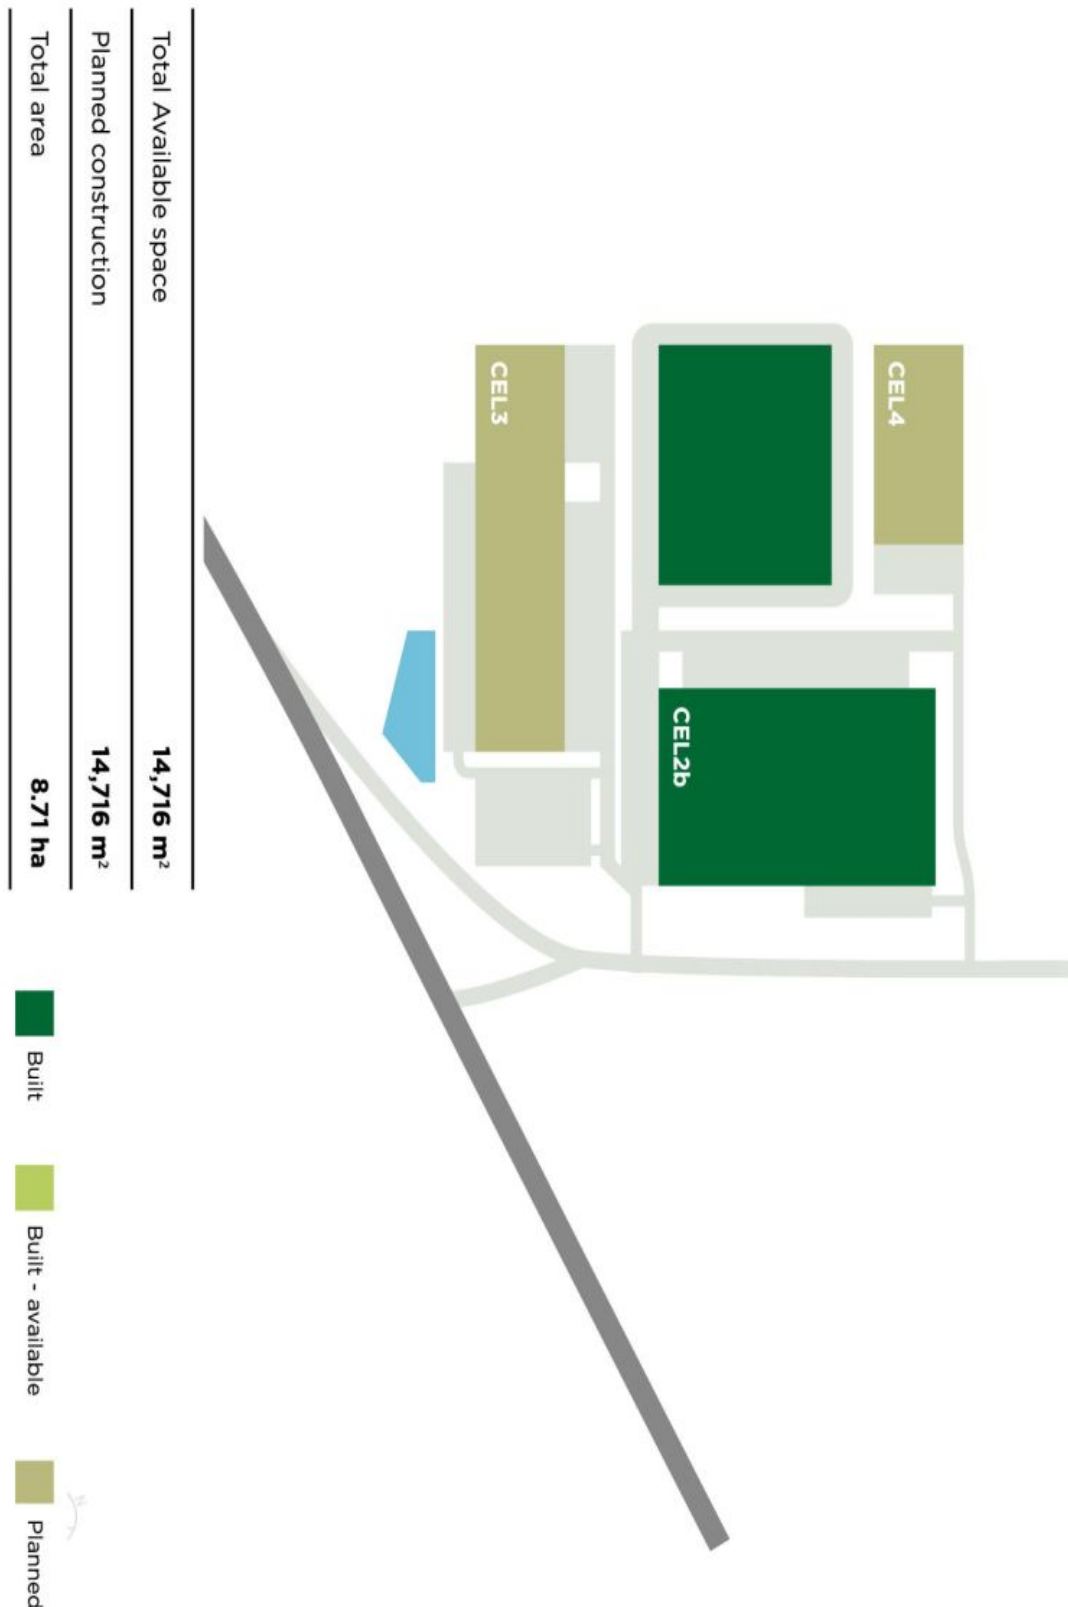 CEL4
CEL3
CEL2b
Total Available space 14,716 m²
Planned construction 14,716 m²
Total area 8.71 ha
Built
Built - available
Planned
N